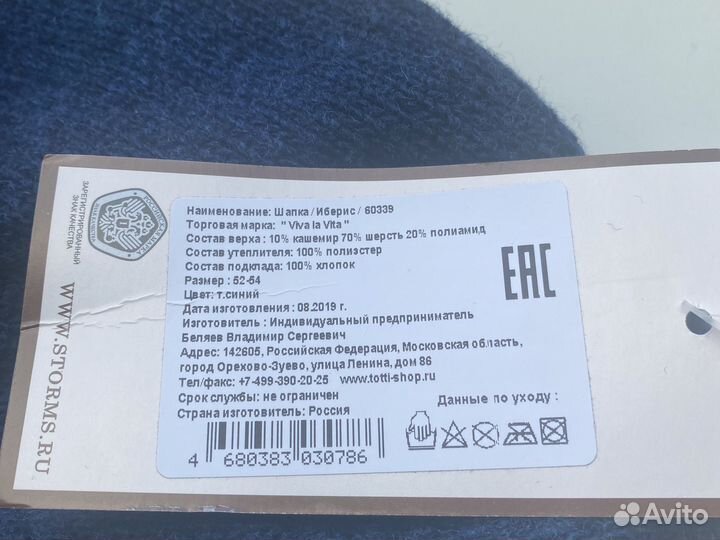 Наименование: Шапка / Иберис / 60339
Торговая марка: " Viva la Vita "
Состав верха : 10% кашемир 70% шерсть 20% полиамид
Состав утеплителя: 100% полиэстер
Состав подклада: 100% хлопок
Размер : 52-54
Цвет: т.синий
Дата изготовления : 08.2019 г.
Изготовитель : Индивидуальный предприниматель
Беляев Владимир Сергеевич
Адрес: 142605, Российская Федерация, Московская область,
город Орехово-Зуево, улица Ленина, дом 86
Тел/факс: +7-499-390-20-25 www.totti-shop.ru
Срок службы: не ограничен
Страна изготовитель: Россия
Данные по уходу :
4 680383 030786
EAC
ЗАРЕГИСТРИРОВАННЫЙ
ЗНАК КАЧЕСТВА
WWW.STORMS.RU
Avito